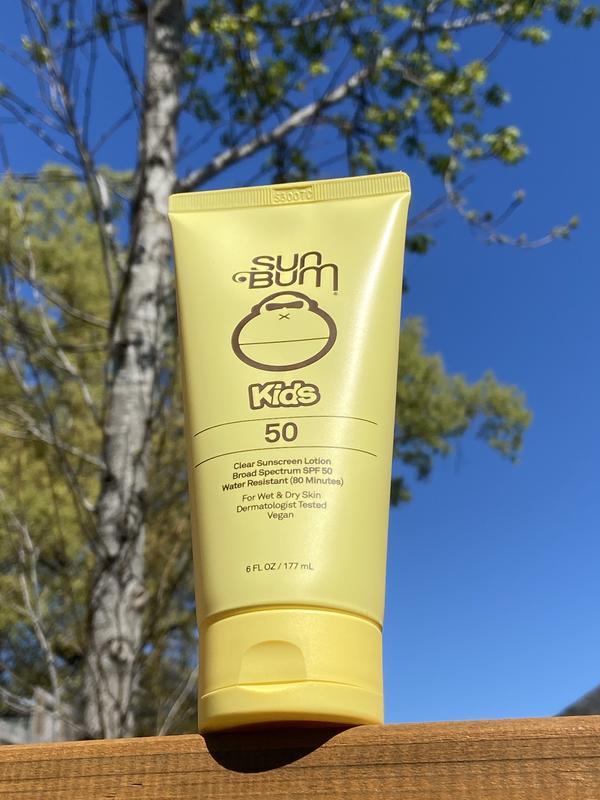 sun
Bum
Kids
50
Clear Sunscreen Lotion
Broad Spectrum SPF 50
Water Resistant (80 Minutes)
For Wet & Dry Skin
Dermatologist Tested
Vegan
6 FL OZ / 177 mL